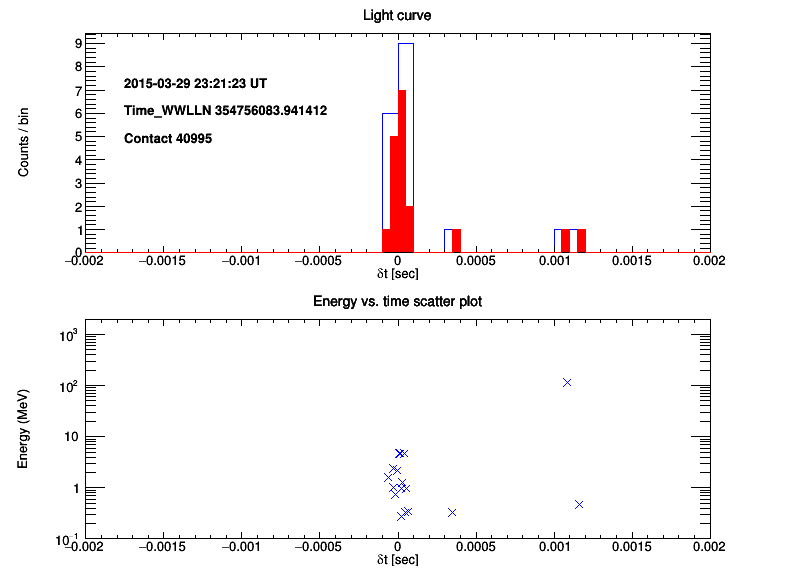 Light curve
Counts / bin
9
8
7
6
5
4
3
2
1
0
2015-03-29 23:21:23 UT
Time_WWLLN 354756083.941412
Contact 40995
−0.002 −0.0015 −0.001 −0.0005 0 0.0005 0.001 0.0015 0.002
δt [sec]
Energy vs. time scatter plot
Energy (MeV)
10³
10²
10
1
10⁻¹
−0.002 −0.0015 −0.001 −0.0005 0 0.0005 0.001 0.0015 0.002
δt [sec]